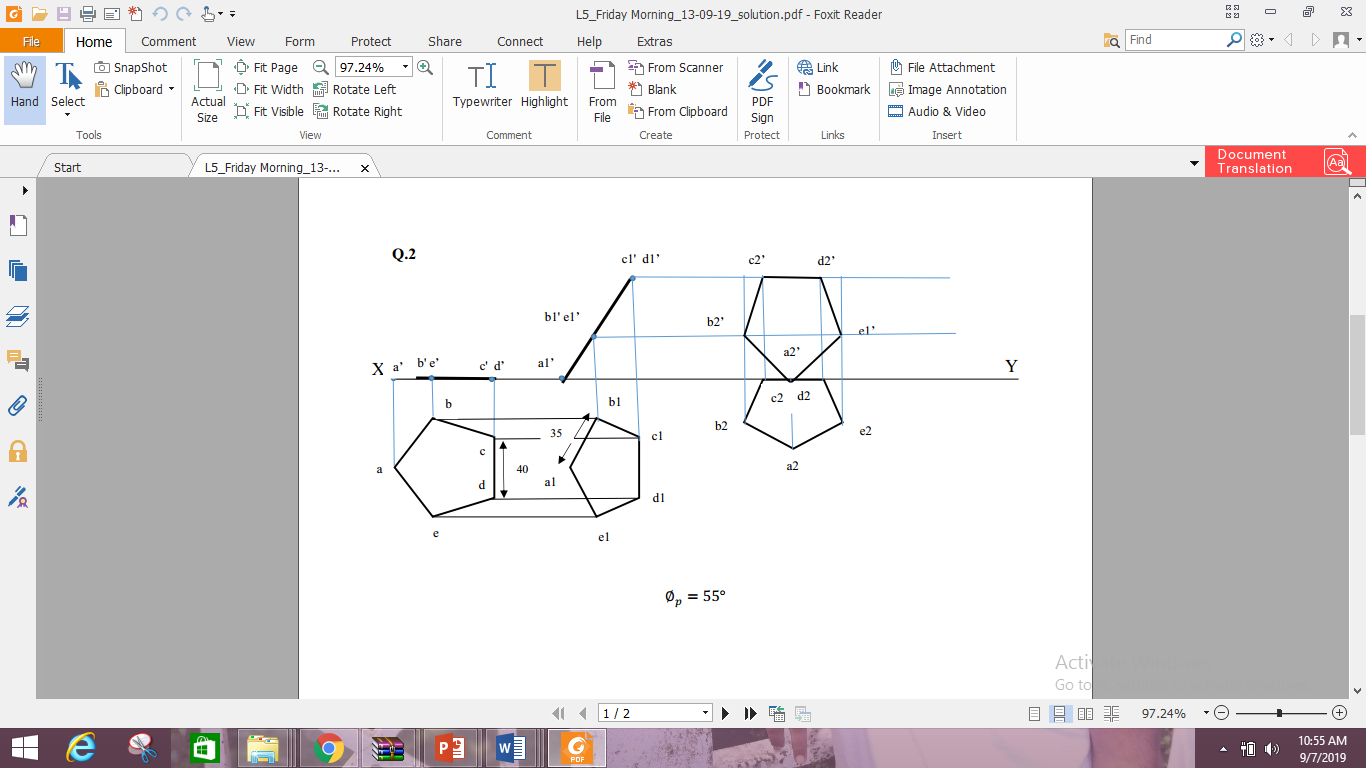 L5_Friday Morning_13-09-19_solution.pdf - Foxit Reader
File Home Comment View Form Protect Share Connect Help Extras Find
Hand Select SnapShot Clipboard Tools
Actual Size Fit Page Fit Width Fit Visible 97.24% Rotate Left Rotate Right View
Typewriter Highlight Comment
From File From Scanner Blank From Clipboard Create
PDF Sign Protect
Link Bookmark Links
File Attachment Image Annotation Audio & Video Insert
Start L5_Friday Morning_13-...
Document Translation
Q.2
c1' d1’ c2’ d2’
b1' e1’ b2’ e1’
X a’ b' e’ c' d’ a1’ a2’ Y
b b1 c2 d2
35 c1 b2 e2
c
a 40 a1 a2
d d1
e e1
∅p = 55°
1 / 2
97.24%
10:55 AM
9/7/2019